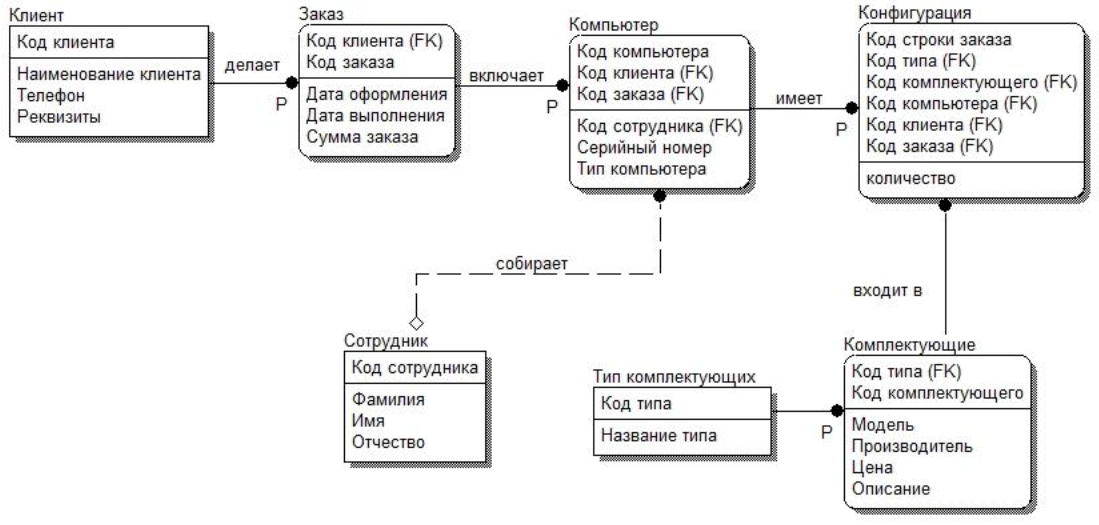 Клиент
Код клиента
Наименование клиента
Телефон
Реквизиты
делает
P
Заказ
Код клиента (FK)
Код заказа
Дата оформления
Дата выполнения
Сумма заказа
включает
P
Компьютер
Код компьютера
Код клиента (FK)
Код заказа (FK)
Код сотрудника (FK)
Серийный номер
Тип компьютера
имеет
P
Конфигурация
Код строки заказа
Код типа (FK)
Код комплектующего (FK)
Код компьютера (FK)
Код клиента (FK)
Код заказа (FK)
количество
собирает
входит в
Сотрудник
Код сотрудника
Фамилия
Имя
Отчество
Тип комплектующих
Код типа
Название типа
P
Комплектующие
Код типа (FK)
Код комплектующего
Модель
Производитель
Цена
Описание